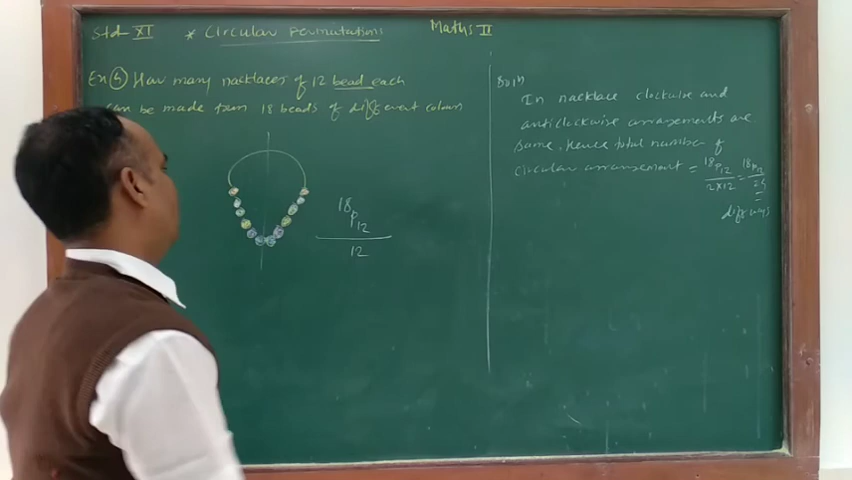 Std XI * Circular Permutations Maths II
Ex (5) How many necklaces of 12 bead each
can be made from 18 beads of different colours
18
P12
12
Soln
In necklace clockwise and
anticlockwise arrangements are
same. Hence total number of
circular arrangement = 18P12 / 2×12 = 18P12 / 24
diff ways